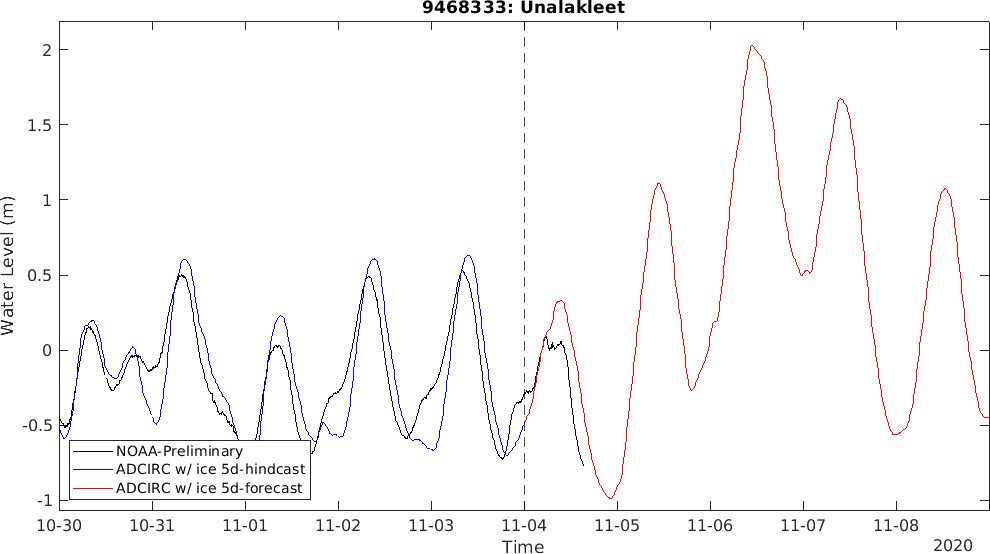 9468333: Unalakleet
Water Level (m)
2
1.5
1
0.5
0
-0.5
-1
NOAA-Preliminary
ADCIRC w/ ice 5d-hindcast
ADCIRC w/ ice 5d-forecast
10-30 10-31 11-01 11-02 11-03 11-04 11-05 11-06 11-07 11-08
Time
2020